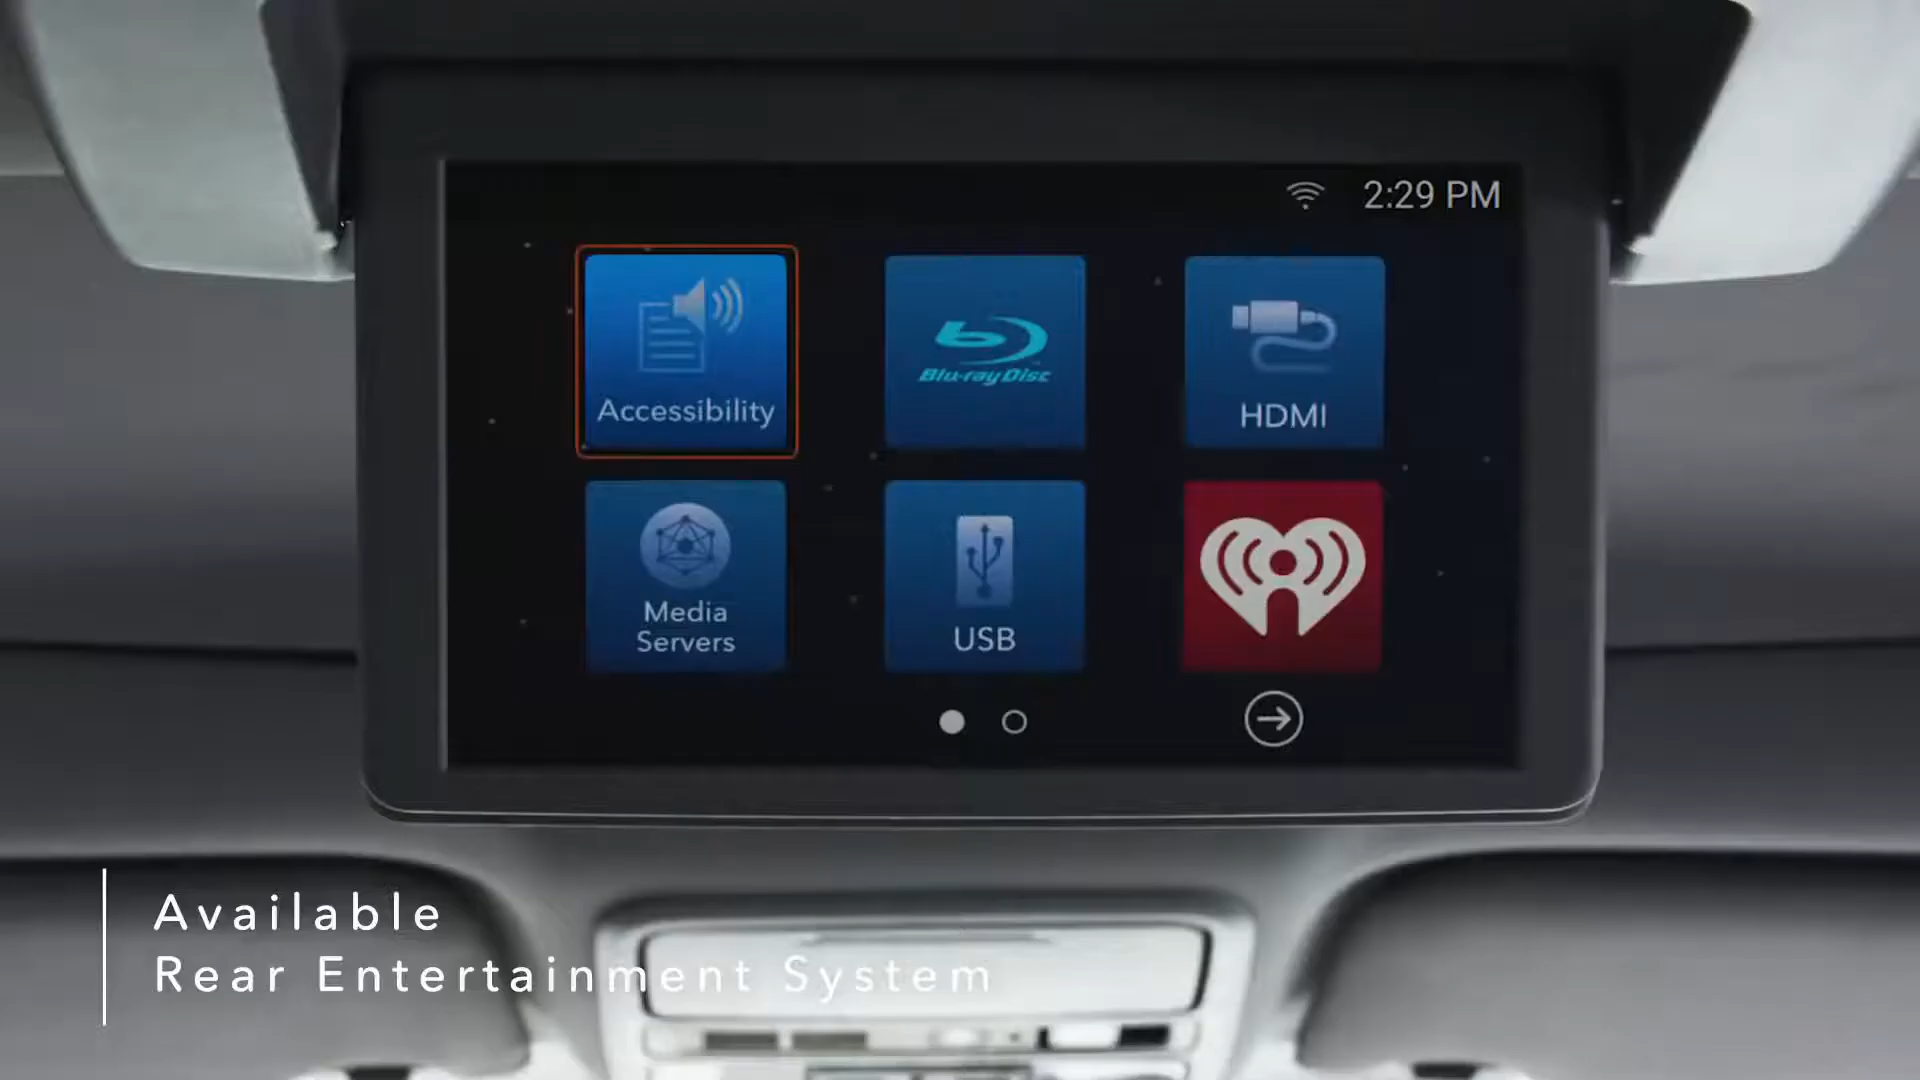 2:29 PM
Accessibility
Blu-ray Disc
HDMI
Media
Servers
USB
Available
Rear Entertainment System